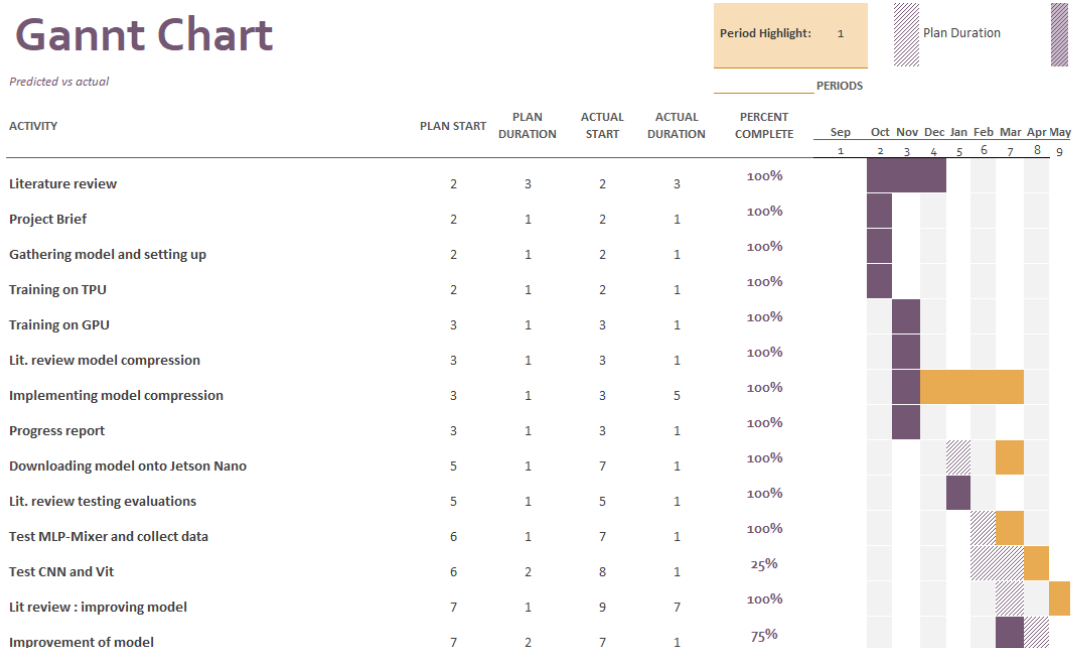 Gannt Chart
Period Highlight: 1 Plan Duration
Predicted vs actual
PERIODS
ACTIVITY PLAN START PLAN DURATION ACTUAL START ACTUAL DURATION PERCENT COMPLETE Sep Oct Nov Dec Jan Feb Mar Apr May
1 2 3 4 5 6 7 8 9
Literature review 2 3 2 3 100%
Project Brief 2 1 2 1 100%
Gathering model and setting up 2 1 2 1 100%
Training on TPU 2 1 2 1 100%
Training on GPU 3 1 3 1 100%
Lit. review model compression 3 1 3 1 100%
Implementing model compression 3 1 3 5 100%
Progress report 3 1 3 1 100%
Downloading model onto Jetson Nano 5 1 7 1 100%
Lit. review testing evaluations 5 1 5 1 100%
Test MLP-Mixer and collect data 6 1 7 1 100%
Test CNN and Vit 6 2 8 1 25%
Lit review : improving model 7 1 9 7 100%
Improvement of model 7 2 7 1 75%